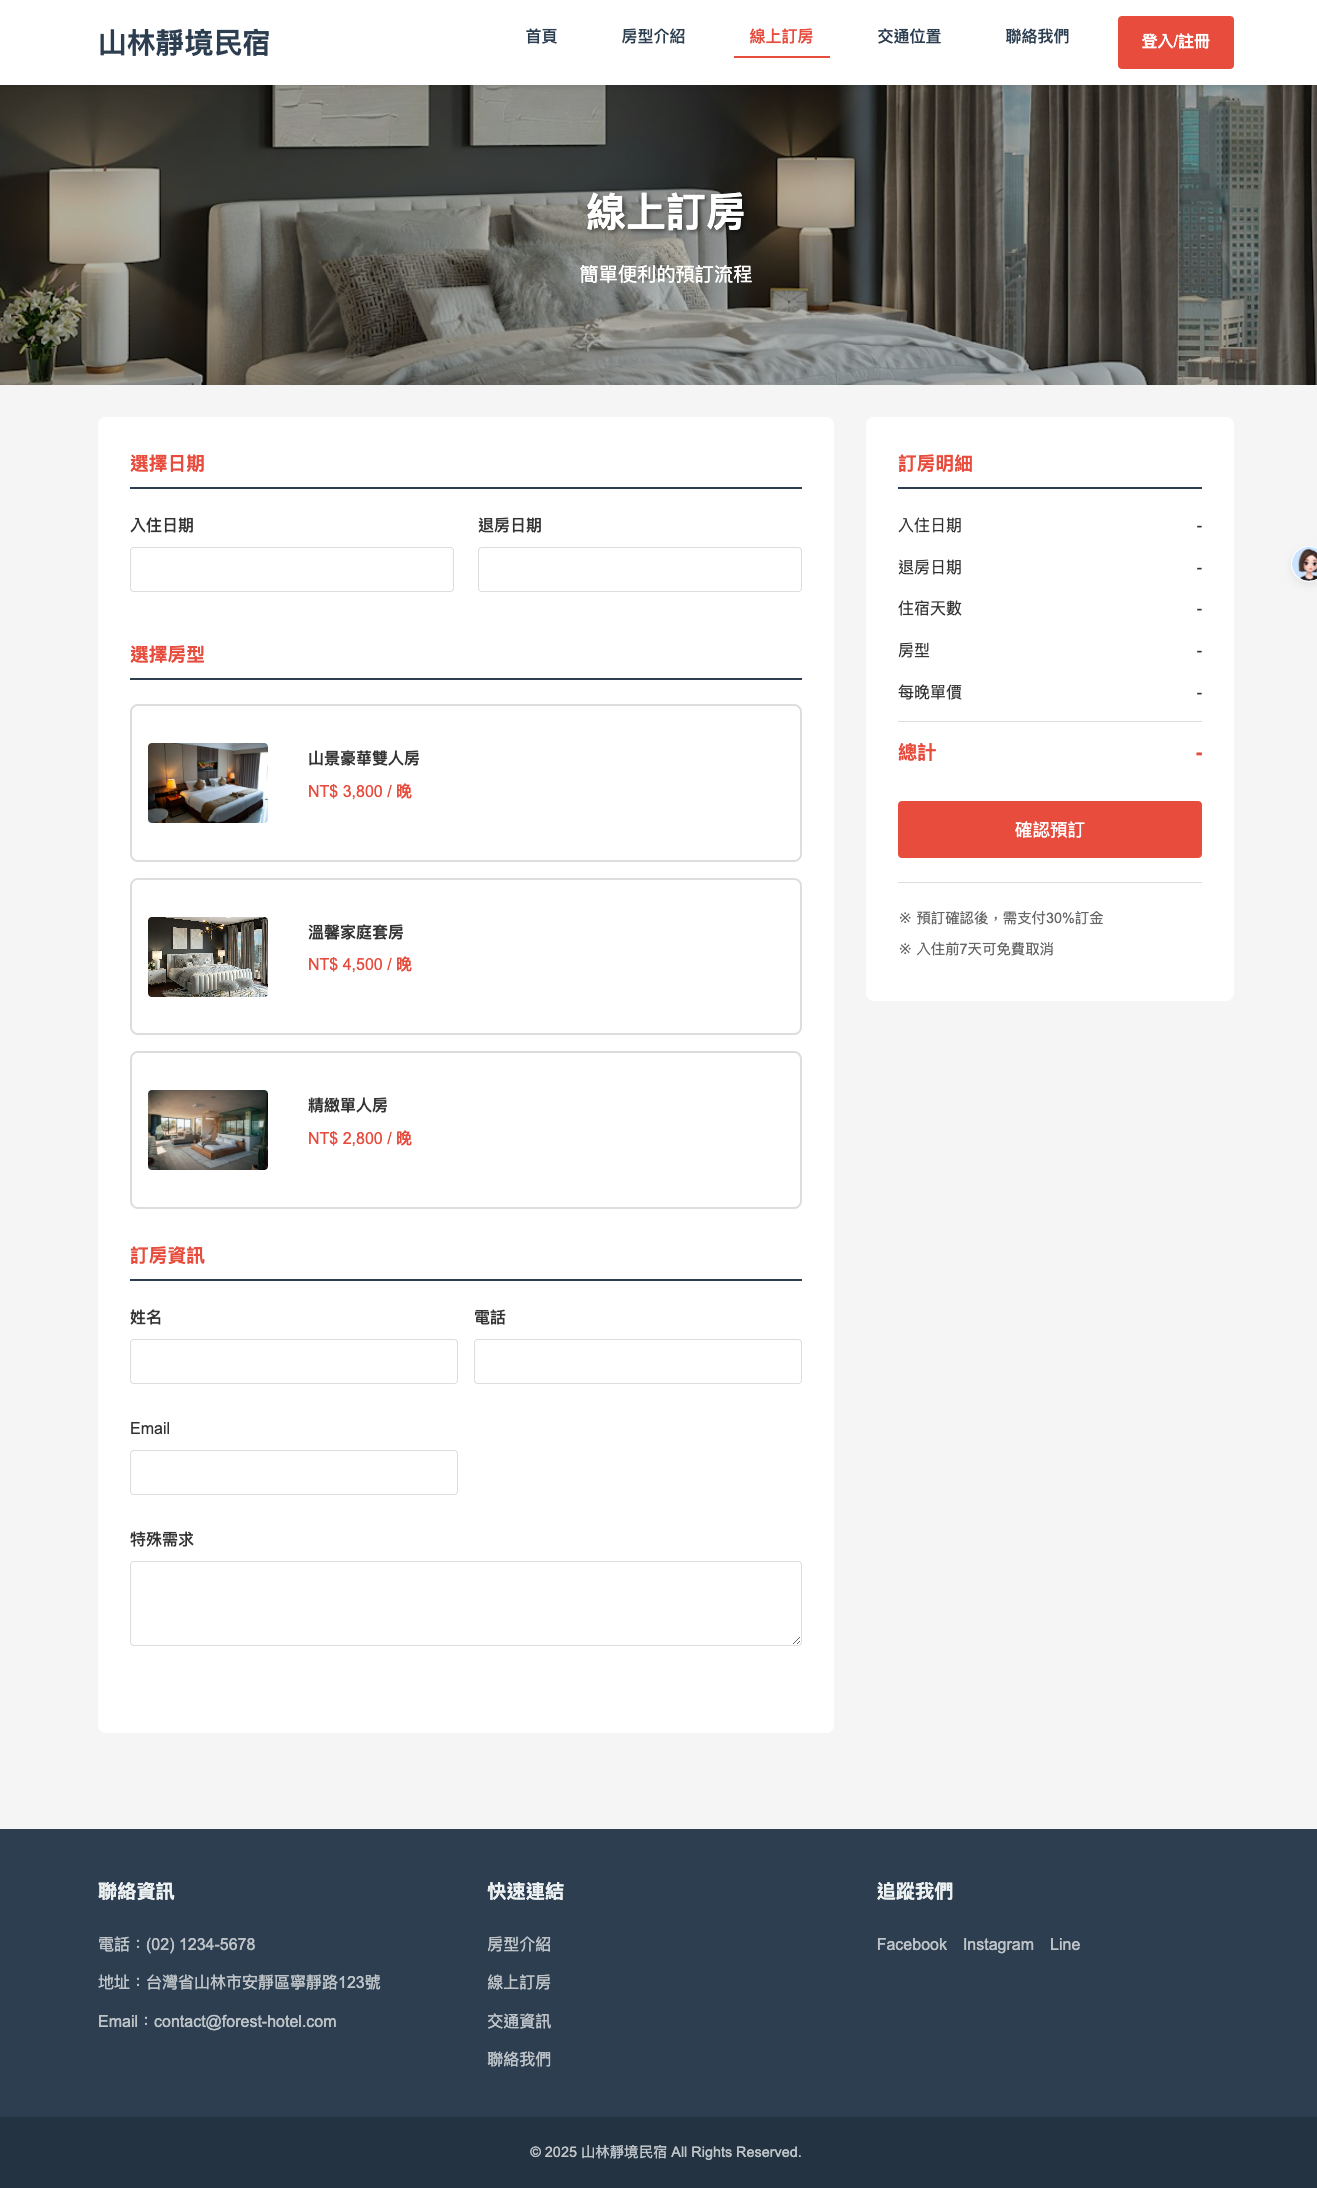 山林靜境民宿
首頁 房型介紹 線上訂房 交通位置 聯絡我們 登入/註冊
線上訂房
簡單便利的預訂流程
選擇日期
入住日期 退房日期
選擇房型
山景豪華雙人房
NT$ 3,800 / 晚
溫馨家庭套房
NT$ 4,500 / 晚
精緻單人房
NT$ 2,800 / 晚
訂房資訊
姓名 電話
Email
特殊需求
訂房明細
入住日期 -
退房日期 -
住宿天數 -
房型 -
每晚單價 -
總計 -
確認預訂
※ 預訂確認後，需支付30%訂金
※ 入住前7天可免費取消
聯絡資訊
電話：(02) 1234-5678
地址：台灣省山林市安靜區寧靜路123號
Email：contact@forest-hotel.com
快速連結
房型介紹
線上訂房
交通資訊
聯絡我們
追蹤我們
Facebook Instagram Line
© 2025 山林靜境民宿 All Rights Reserved.